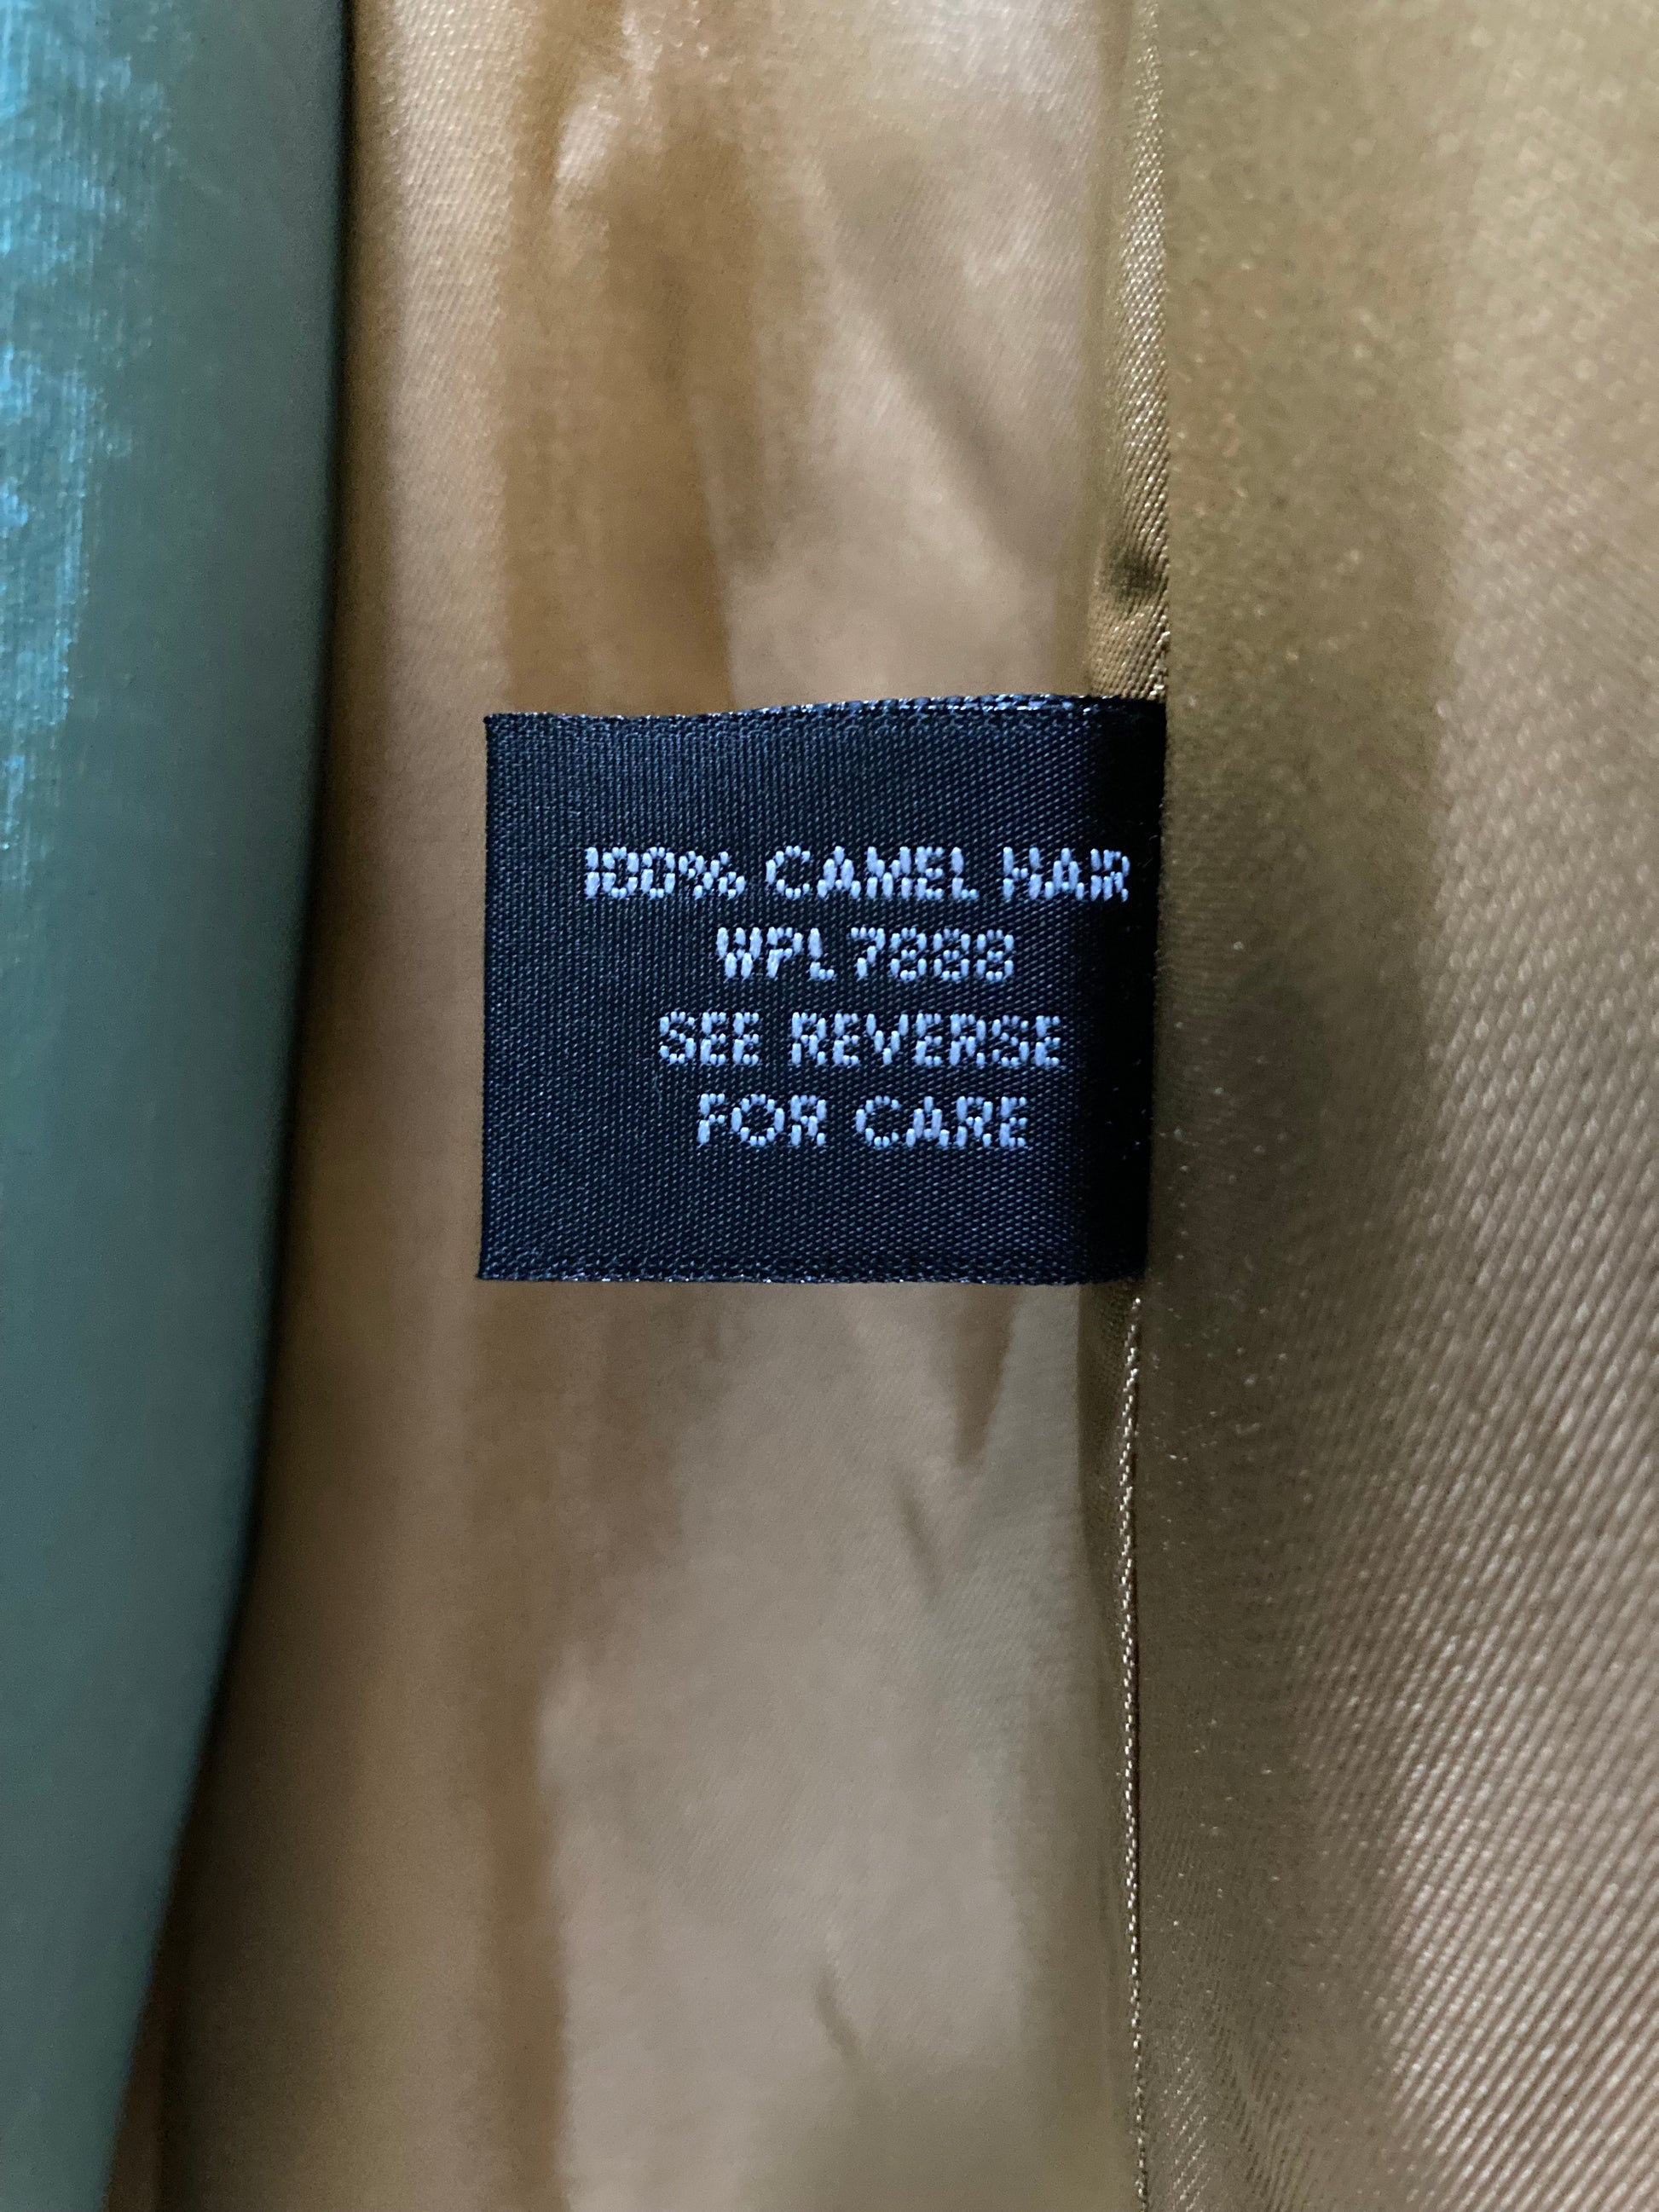 100% CAMEL HAIR
WPL 7888
SEE REVERSE
FOR CARE